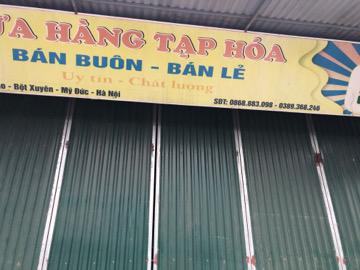 ỬA HÀNG TẠP HÓA
BÁN BUÔN - BÁN LẺ
Uy tín - Chất lượng
o - Bột Xuyên - Mỹ Đức - Hà Nội
SĐT: 0868.883.098 - 0389.368.246